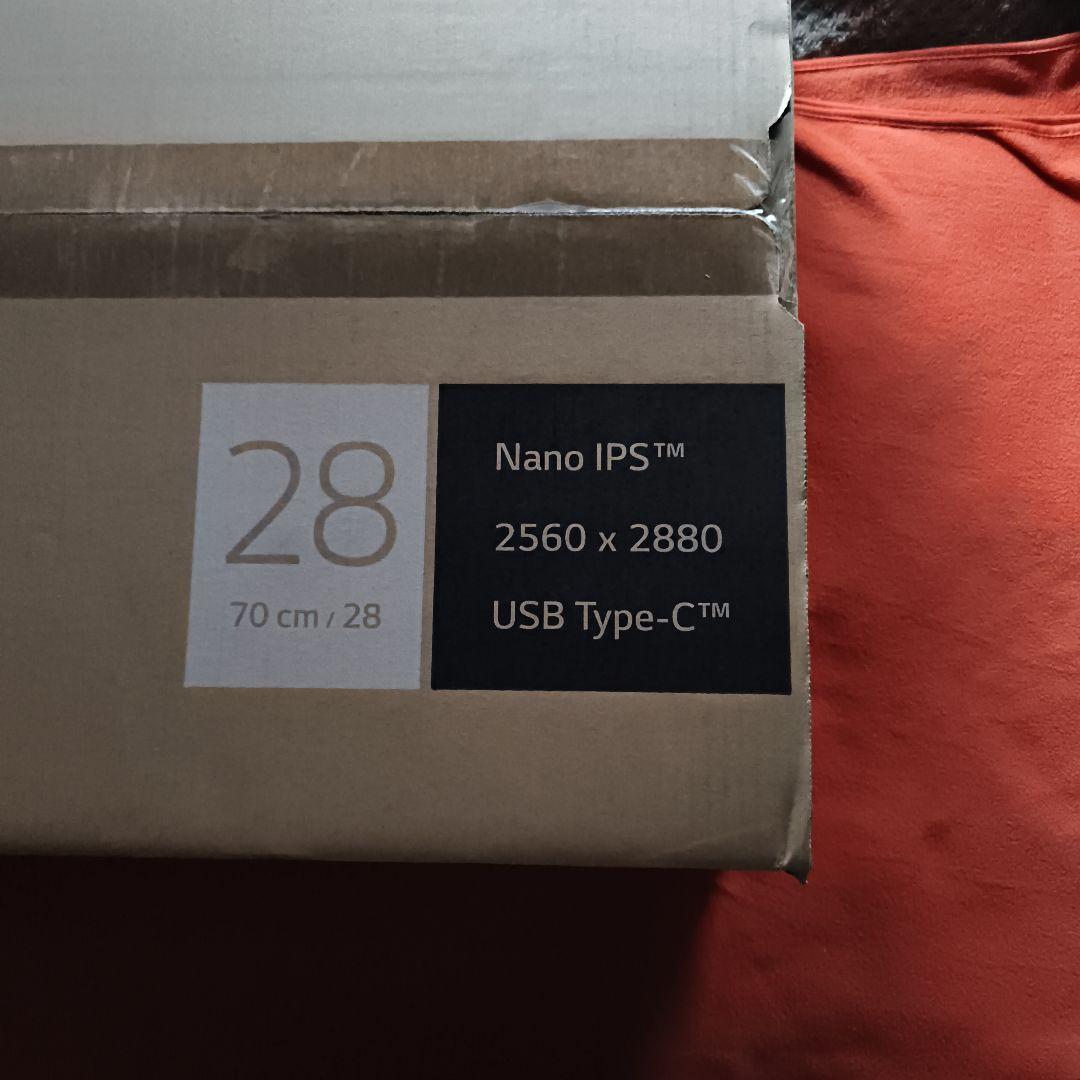 28
70 cm / 28
Nano IPS™
2560 x 2880
USB Type-C™